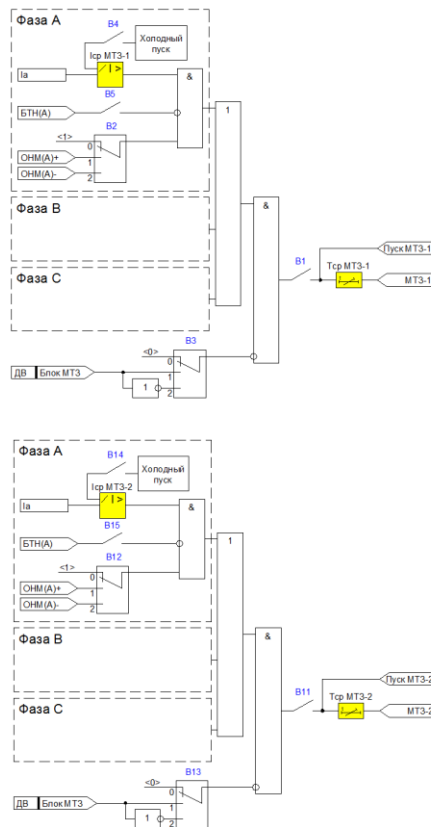 Фаза А
В4
Холодный
пуск
Iср МТЗ-1
/ I >
Ia
&
В5
БТН(А)
1
В2
<1>
0
ОНМ(А)+
1
ОНМ(А)-
2
Фаза В
&
В1
Пуск МТЗ-1
Тср МТЗ-1
МТЗ-1
Фаза С
В3
<0>
0
ДВ
Блок МТЗ
1
1
2
Фаза А
В14
Холодный
пуск
Iср МТЗ-2
/ I >
Ia
&
В15
БТН(А)
1
В12
<1>
0
ОНМ(А)+
1
ОНМ(А)-
2
Фаза В
&
В11
Пуск МТЗ-2
Тср МТЗ-2
МТЗ-2
Фаза С
В13
<0>
0
ДВ
Блок МТЗ
1
1
2